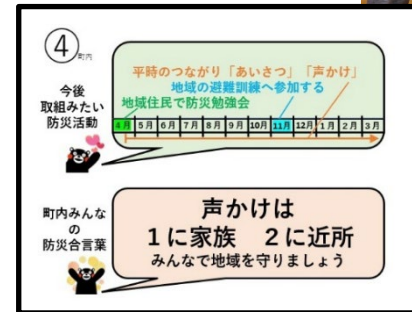 ④町内
今後
取組みたい
防災活動
平時のつながり「あいさつ」「声かけ」
地域の避難訓練へ参加する
地域住民で防災勉強会
4月 5月 6月 7月 8月 9月 10月 11月 12月 1月 2月 3月
町内みんな
の
防災合言葉
声かけは
1に家族 2に近所
みんなで地域を守りましょう